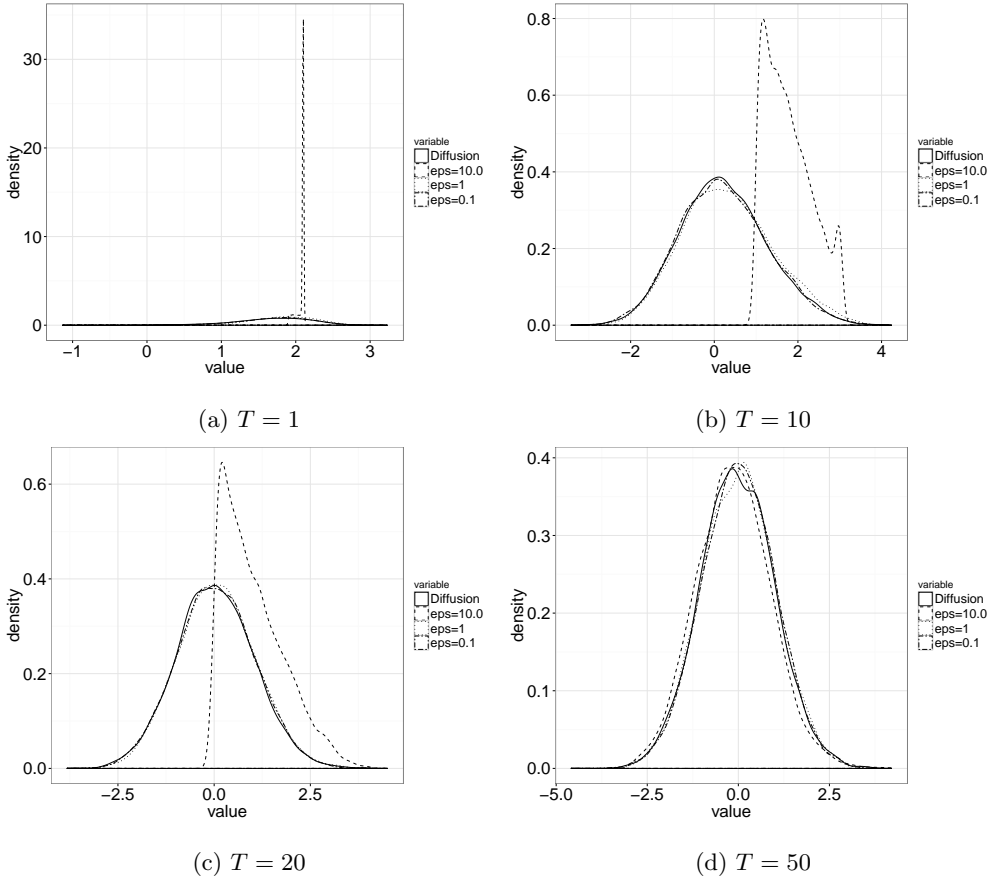 30
20
10
0
density
−1
0
1
2
3
value
variable
Diffusion
eps=10.0
eps=1
eps=0.1
(a) T = 1
0.8
0.6
0.4
0.2
0.0
density
−2
0
2
4
value
variable
Diffusion
eps=10.0
eps=1
eps=0.1
(b) T = 10
0.6
0.4
0.2
0.0
density
−2.5
0.0
2.5
value
variable
Diffusion
eps=10.0
eps=1
eps=0.1
(c) T = 20
0.4
0.3
0.2
0.1
0.0
density
−5.0
−2.5
0.0
2.5
value
variable
Diffusion
eps=10.0
eps=1
eps=0.1
(d) T = 50